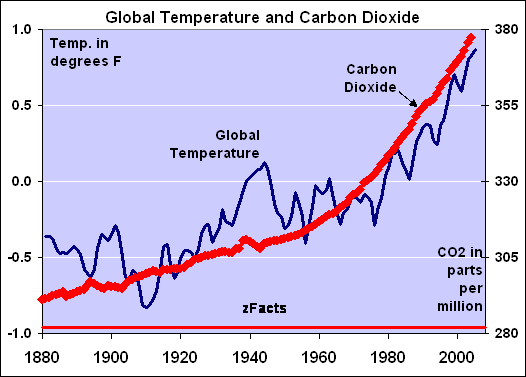 Global Temperature and Carbon Dioxide
1.0
0.5
0.0
-0.5
-1.0
Temp. in
degrees F
Global
Temperature
Carbon
Dioxide
CO2 in
parts
per
million
zFacts
380
355
330
305
280
1880 1900 1920 1940 1960 1980 2000